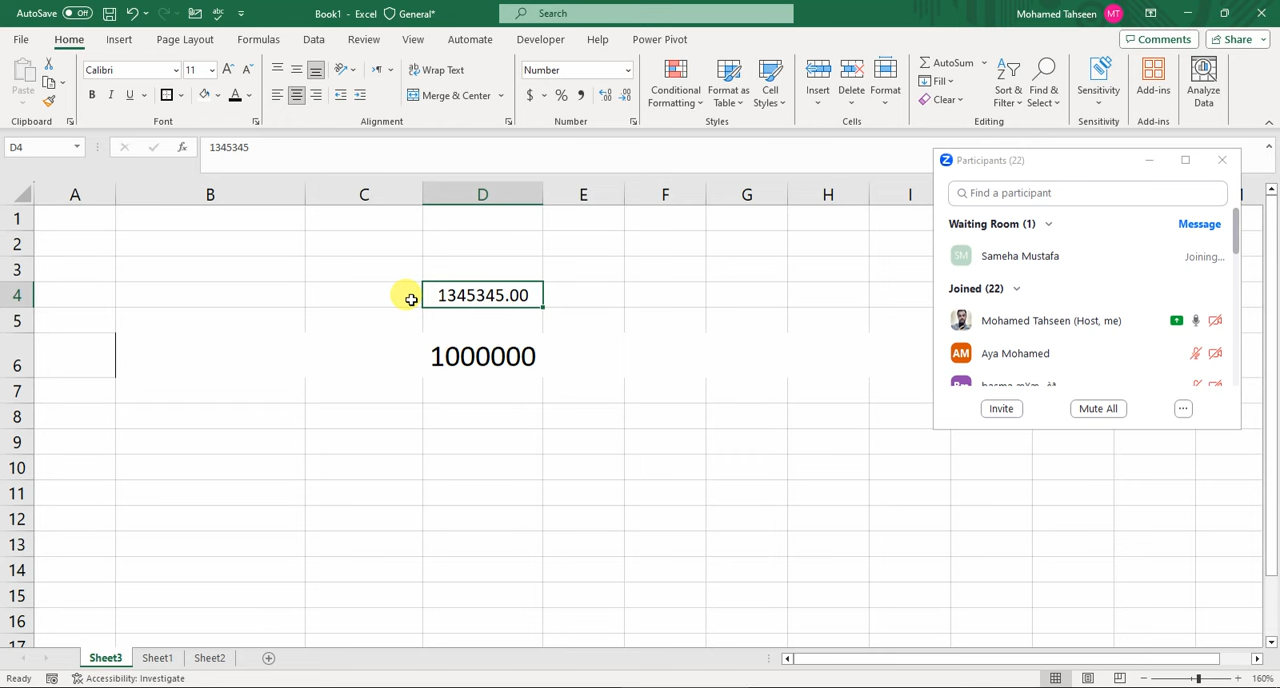 AutoSave Off Book1 - Excel General* Search Mohamed Tahseen MT
File Home Insert Page Layout Formulas Data Review View Automate Developer Help Power Pivot Comments Share
Paste Calibri 11 Wrap Text Number AutoSum
Fill
Clear
B I U Merge & Center $ % Conditional Formatting Format as Table Cell Styles Insert Delete Format Sort & Filter Find & Select Sensitivity Add-ins Analyze Data
Clipboard Font Alignment Number Styles Cells Editing Sensitivity Add-ins
D4 fx 1345345
Participants (22)
Find a participant
Waiting Room (1) Message
SM Sameha Mustafa Joining...
Joined (22)
Mohamed Tahseen (Host, me)
AM Aya Mohamed
Invite Mute All ...
A B C D E F G H I
1
2
3
4 1345345.00
5
6 1000000
7
8
9
10
11
12
13
14
15
16
17
Sheet3 Sheet1 Sheet2
Ready Accessibility: Investigate 160%